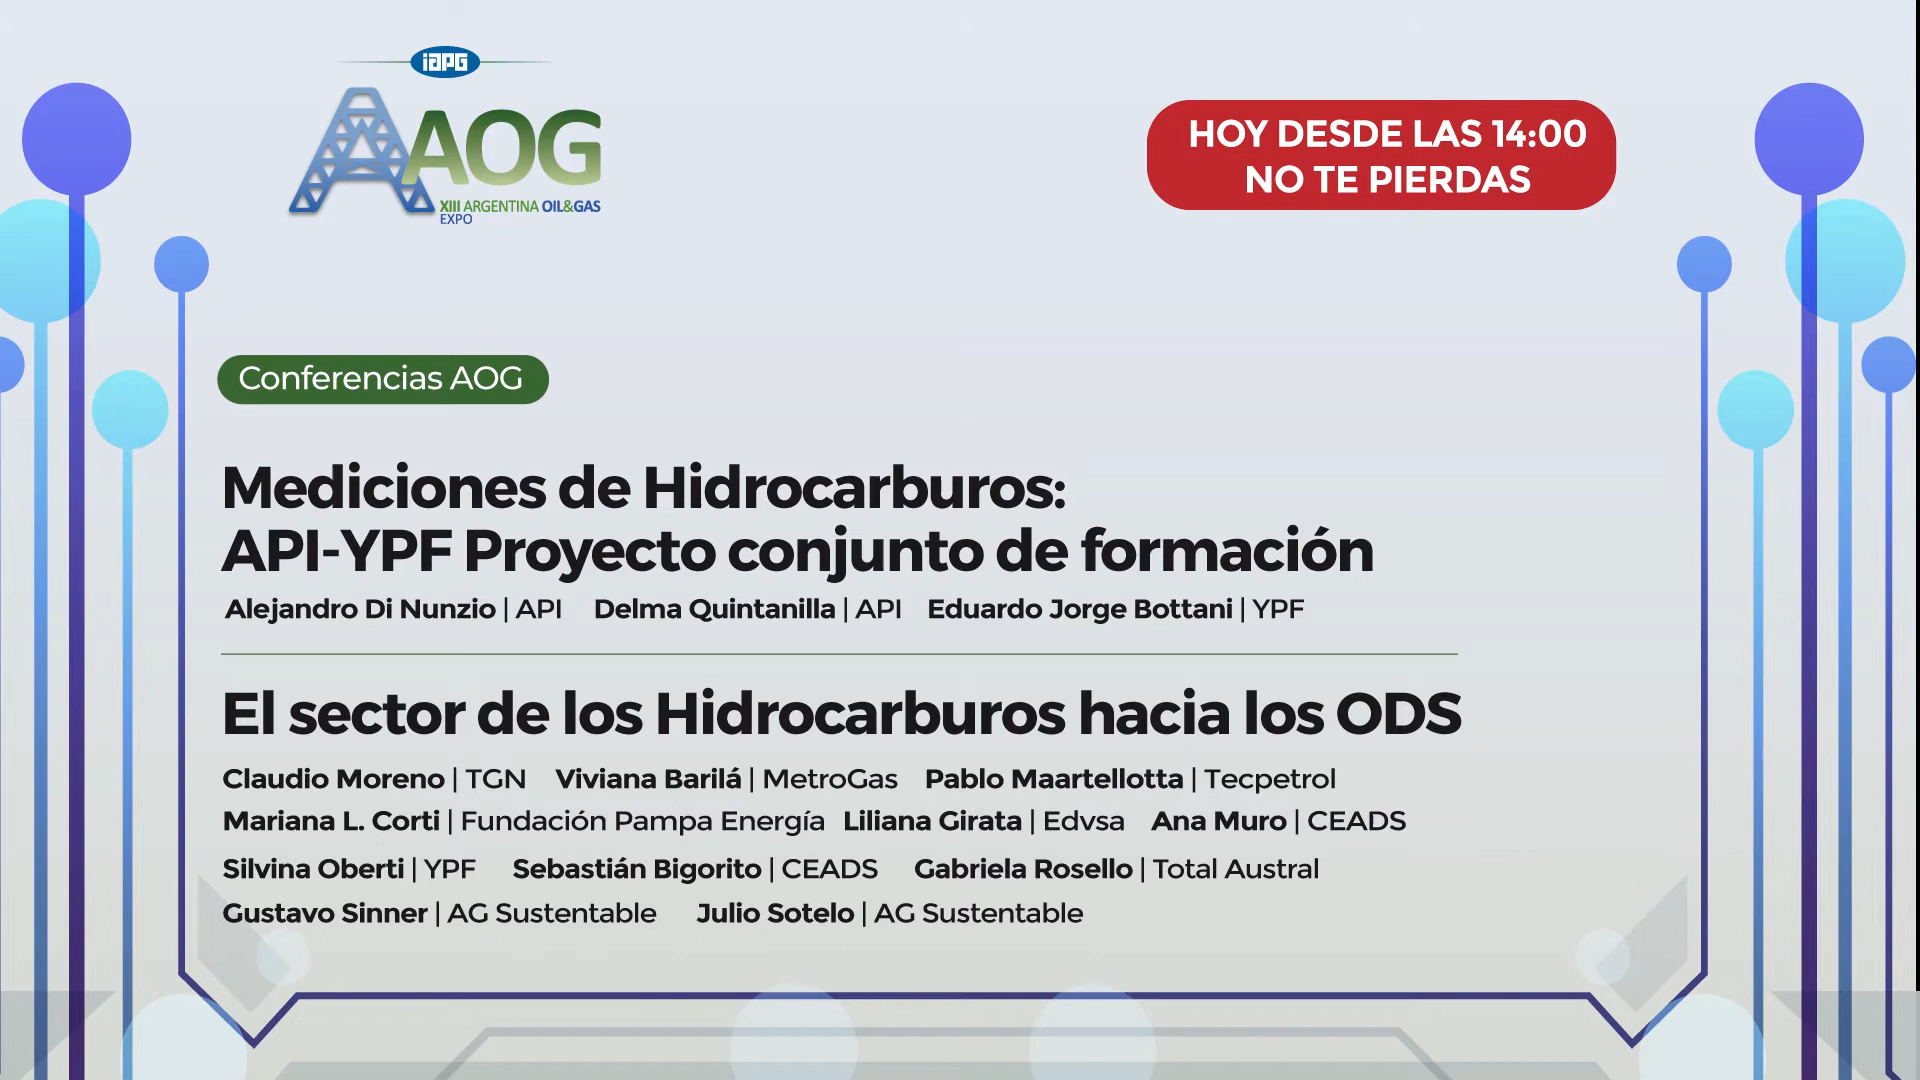 iapg
AOG
XIII ARGENTINA OIL&GAS
EXPO
HOY DESDE LAS 14:00
NO TE PIERDAS
Conferencias AOG
Mediciones de Hidrocarburos:
API-YPF Proyecto conjunto de formación
Alejandro Di Nunzio | API Delma Quintanilla | API Eduardo Jorge Bottani | YPF
El sector de los Hidrocarburos hacia los ODS
Claudio Moreno | TGN Viviana Barilá | MetroGas Pablo Maartellotta | Tecpetrol
Mariana L. Corti | Fundación Pampa Energía Liliana Girata | Edvsa Ana Muro | CEADS
Silvina Oberti | YPF Sebastián Bigorito | CEADS Gabriela Rosello | Total Austral
Gustavo Sinner | AG Sustentable Julio Sotelo | AG Sustentable